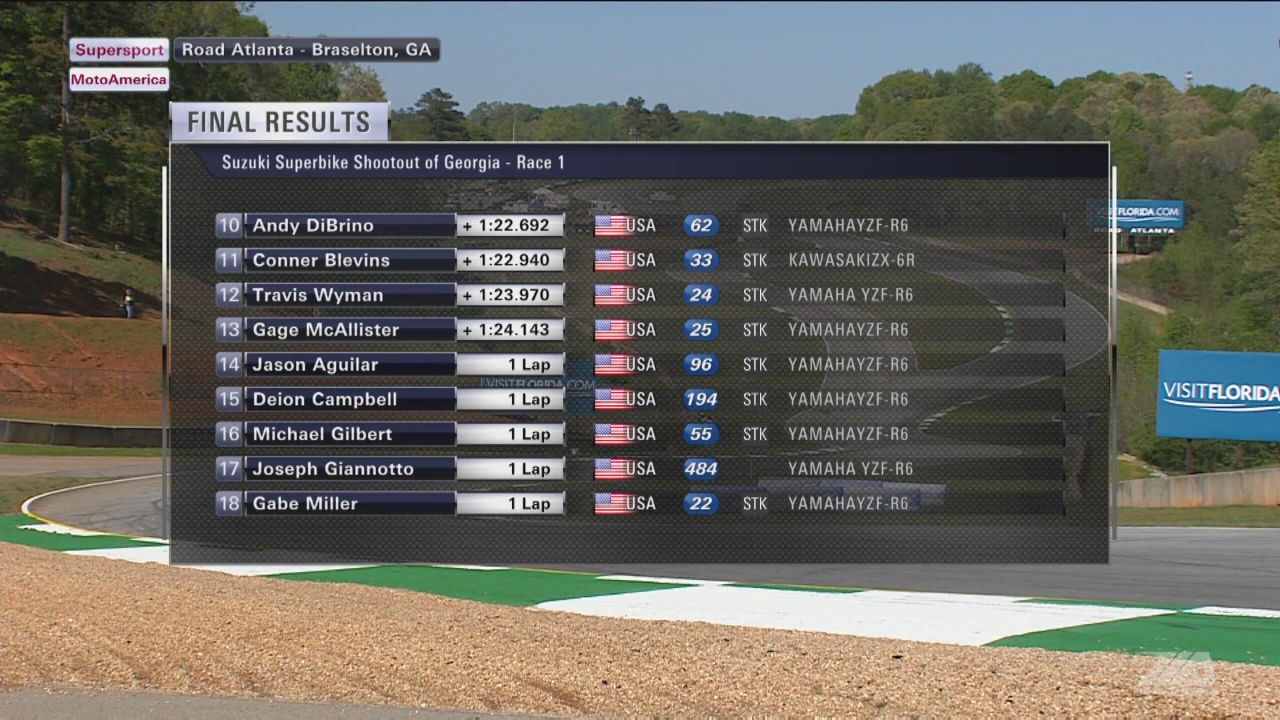 Supersport Road Atlanta - Braselton, GA
MotoAmerica
FINAL RESULTS
Suzuki Superbike Shootout of Georgia - Race 1
10 Andy DiBrino + 1:22.692 USA 62 STK YAMAHAYZF-R6
11 Conner Blevins + 1:22.940 USA 33 STK KAWASAKIZX-6R
12 Travis Wyman + 1:23.970 USA 24 STK YAMAHA YZF-R6
13 Gage McAllister + 1:24.143 USA 25 STK YAMAHAYZF-R6
14 Jason Aguilar 1 Lap USA 96 STK YAMAHAYZF-R6
15 Deion Campbell 1 Lap USA 194 STK YAMAHAYZF-R6
16 Michael Gilbert 1 Lap USA 55 STK YAMAHAYZF-R6
17 Joseph Giannotto 1 Lap USA 484 YAMAHA YZF-R6
18 Gabe Miller 1 Lap USA 22 STK YAMAHAYZF-R6
FLORIDA.COM
ATLANTA
VISITFLORIDA
VISITFLORIDA.COM